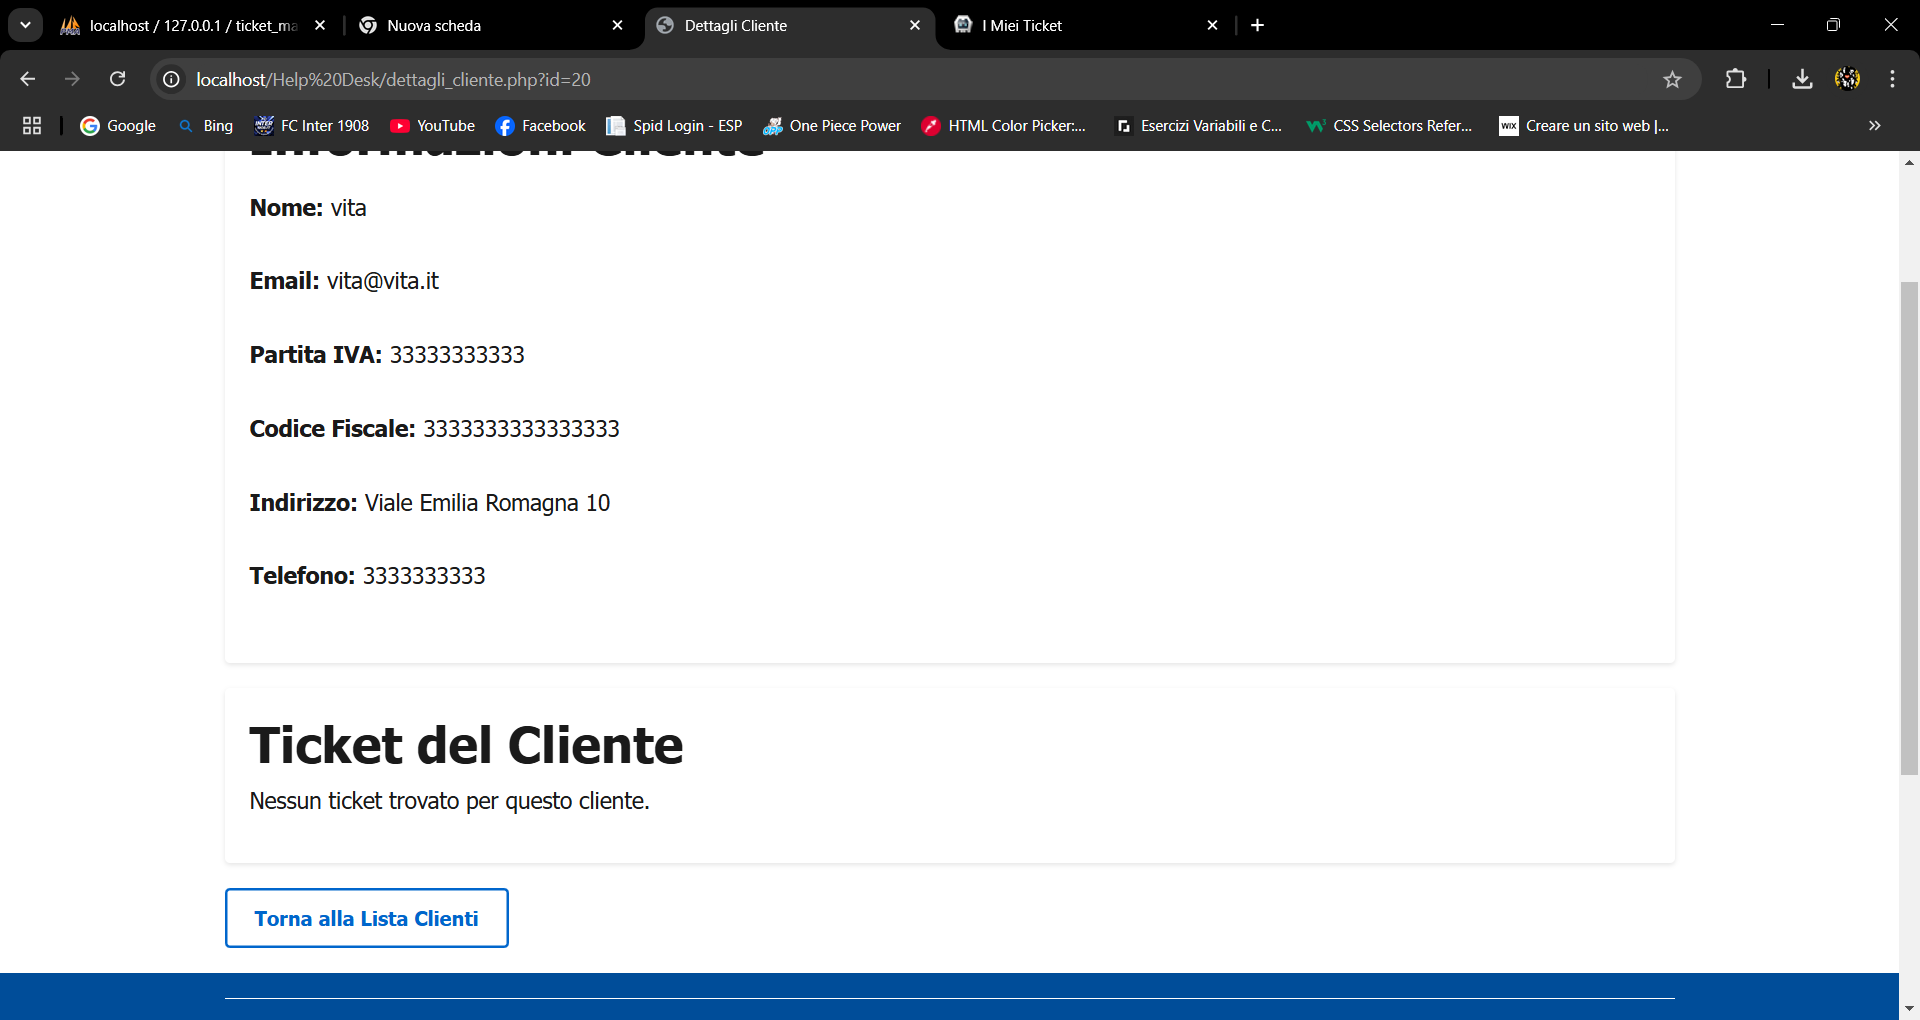 localhost / 127.0.0.1 / ticket_ma
Nuova scheda
Dettagli Cliente
I Miei Ticket
localhost/Help%20Desk/dettagli_cliente.php?id=20
Google
Bing
FC Inter 1908
YouTube
Facebook
Spid Login - ESP
One Piece Power
HTML Color Picker:...
Esercizi Variabili e C...
CSS Selectors Refer...
WIX
Creare un sito web |...
Informazioni Cliente
Nome: vita
Email: vita@vita.it
Partita IVA: 33333333333
Codice Fiscale: 3333333333333333
Indirizzo: Viale Emilia Romagna 10
Telefono: 3333333333
Ticket del Cliente
Nessun ticket trovato per questo cliente.
Torna alla Lista Clienti